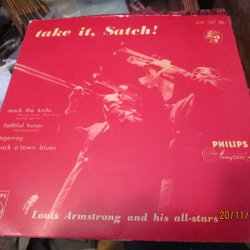 take it, Satch!
mack the knife
faithful husar
tigerrag
back o'town blues
PHILIPS
Louis Armstrong and his all-stars
20/11/